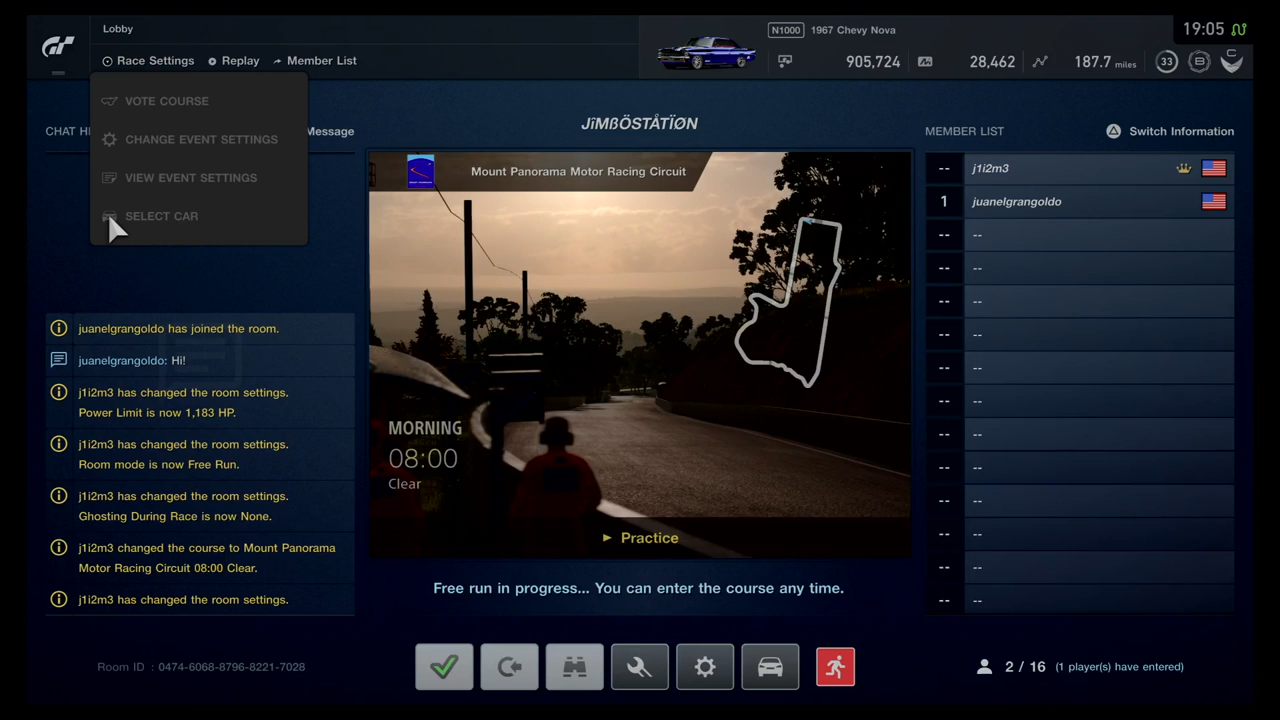 Lobby
Race Settings
Replay
Member List
N1000
1967 Chevy Nova
905,724
28,462
187.7 miles
33
B
C
19:05
VOTE COURSE
CHANGE EVENT SETTINGS
VIEW EVENT SETTINGS
SELECT CAR
CHAT HI
Message
JîMßÖSTÅTÏØN
MEMBER LIST
Switch Information
Mount Panorama Motor Racing Circuit
-- j1i2m3
1 juanelgrangoldo
-- --
-- --
-- --
-- --
-- --
-- --
-- --
-- --
-- --
-- --
-- --
-- --
juanelgrangoldo has joined the room.
juanelgrangoldo: Hi!
j1i2m3 has changed the room settings.
Power Limit is now 1,183 HP.
j1i2m3 has changed the room settings.
Room mode is now Free Run.
j1i2m3 has changed the room settings.
Ghosting During Race is now None.
j1i2m3 changed the course to Mount Panorama
Motor Racing Circuit 08:00 Clear.
j1i2m3 has changed the room settings.
MORNING
08:00
Clear
Practice
Free run in progress... You can enter the course any time.
Room ID : 0474-6068-8796-8221-7028
2 / 16 (1 player(s) have entered)